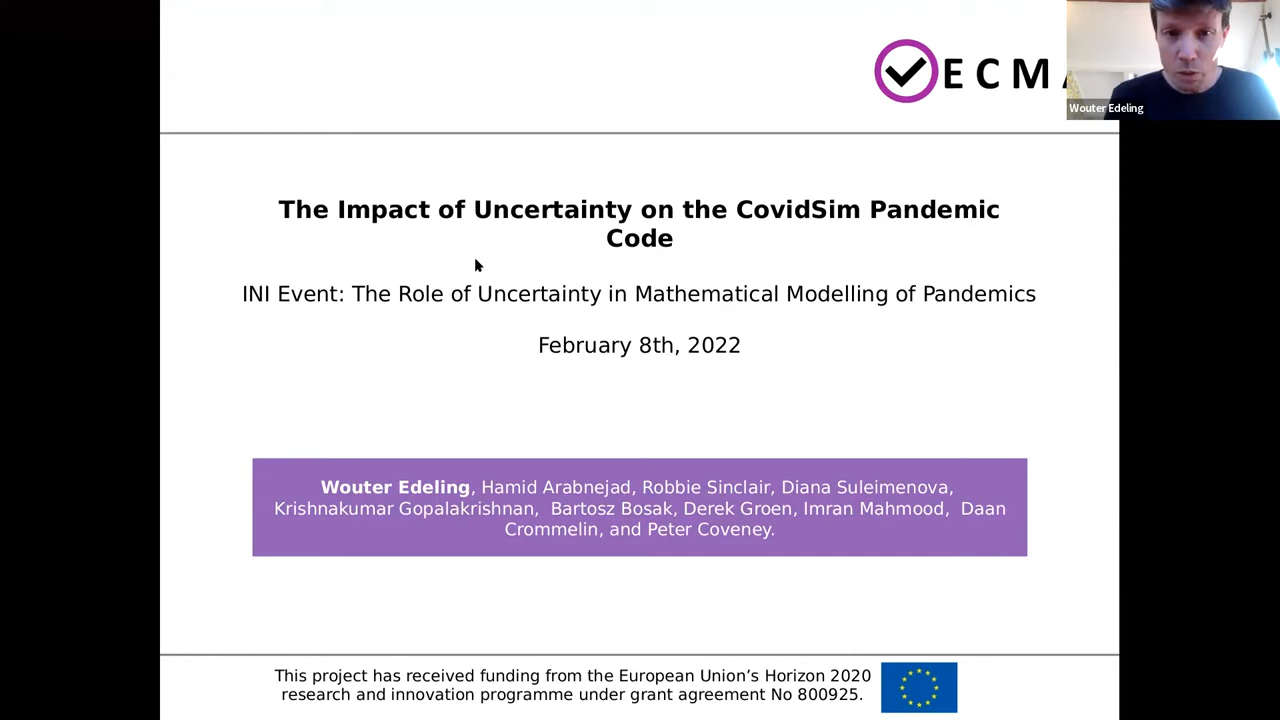 ECMA
Wouter Edeling
The Impact of Uncertainty on the CovidSim Pandemic
Code
INI Event: The Role of Uncertainty in Mathematical Modelling of Pandemics
February 8th, 2022
Wouter Edeling, Hamid Arabnejad, Robbie Sinclair, Diana Suleimenova,
Krishnakumar Gopalakrishnan, Bartosz Bosak, Derek Groen, Imran Mahmood, Daan
Crommelin, and Peter Coveney.
This project has received funding from the European Union’s Horizon 2020
research and innovation programme under grant agreement No 800925.